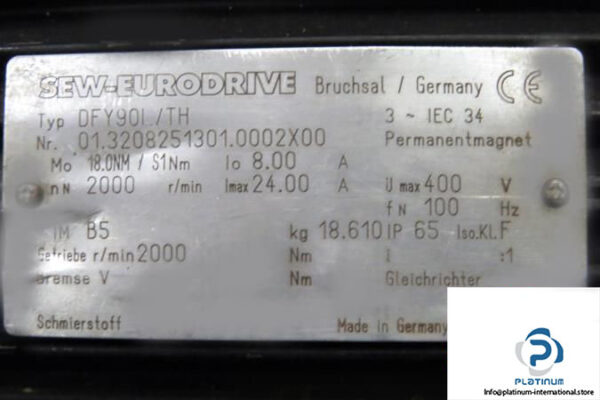 SEW-EURODRIVE Bruchsal / Germany CE
Typ DFY90L/TH 3 ~ IEC 34
Nr. 01.3208251301.0002X00 Permanentmagnet
Mo 18.0NM / S1Nm Io 8.00 A
nN 2000 r/min Imax 24.00 A U max 400 V
fN 100 Hz
IM B5 kg 18.610 IP 65 Iso.Kl. F
Getriebe r/min 2000 Nm i :1
Bremse V Nm Gleichrichter
Schmierstoff Made in Germany
PLATINUM
platinum-international-store.com